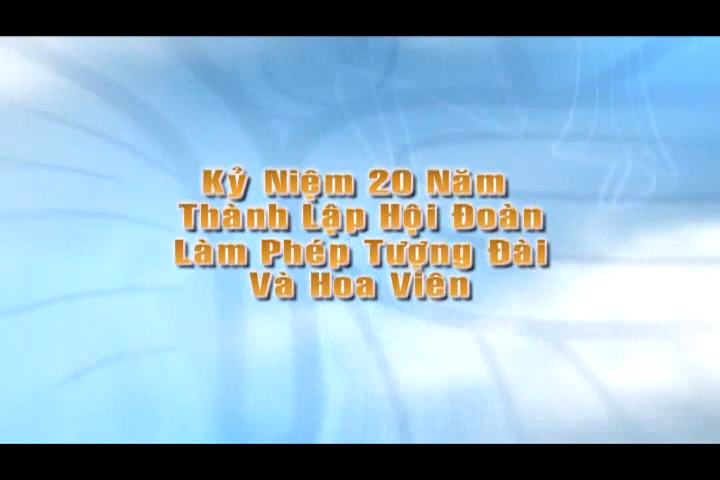 Kỷ Niệm 20 Năm
Thành Lập Hội Đoàn
Làm Phép Tượng Đài
Và Hoa Viên